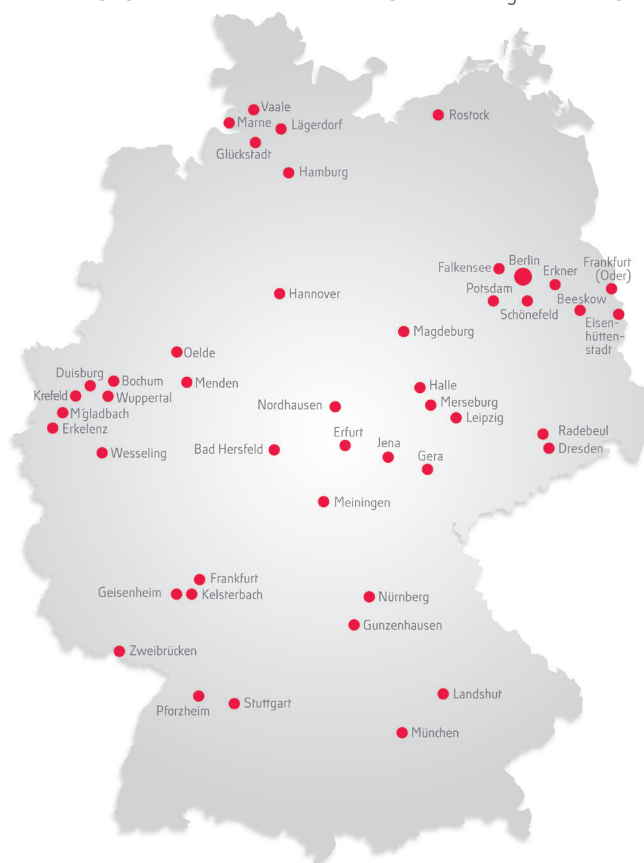 Vaale
Marne
Lägerdorf
Rostock
Glückstadt
Hamburg
Berlin
Frankfurt
(Oder)
Falkensee
Erkner
Potsdam
Beeskow
Schönefeld
Eisen-
hütten-
stadt
Hannover
Magdeburg
Oelde
Duisburg
Bochum
Menden
Krefeld
Wuppertal
M'gladbach
Erkelenz
Wesseling
Halle
Merseburg
Leipzig
Nordhausen
Radebeul
Dresden
Bad Hersfeld
Erfurt
Jena
Gera
Meiningen
Frankfurt
Geisenheim
Kelsterbach
Nürnberg
Gunzenhausen
Zweibrücken
Pforzheim
Stuttgart
Landshut
München